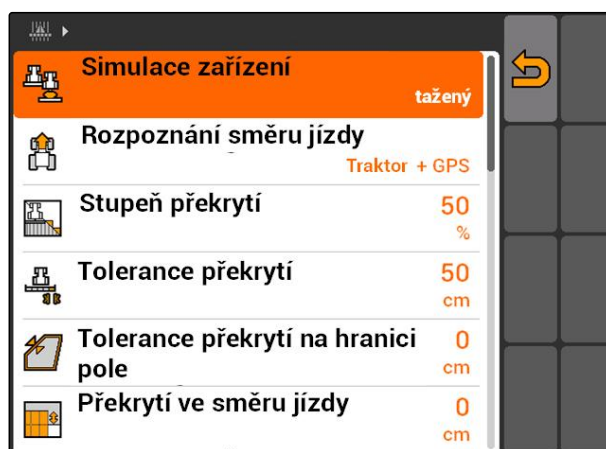 Simulace zařízení
tažený
Rozpoznání směru jízdy
Traktor + GPS
Stupeň překrytí 50
%
Tolerance překrytí 50
cm
Tolerance překrytí na hranici 0
pole cm
Překrytí ve směru jízdy 0
cm